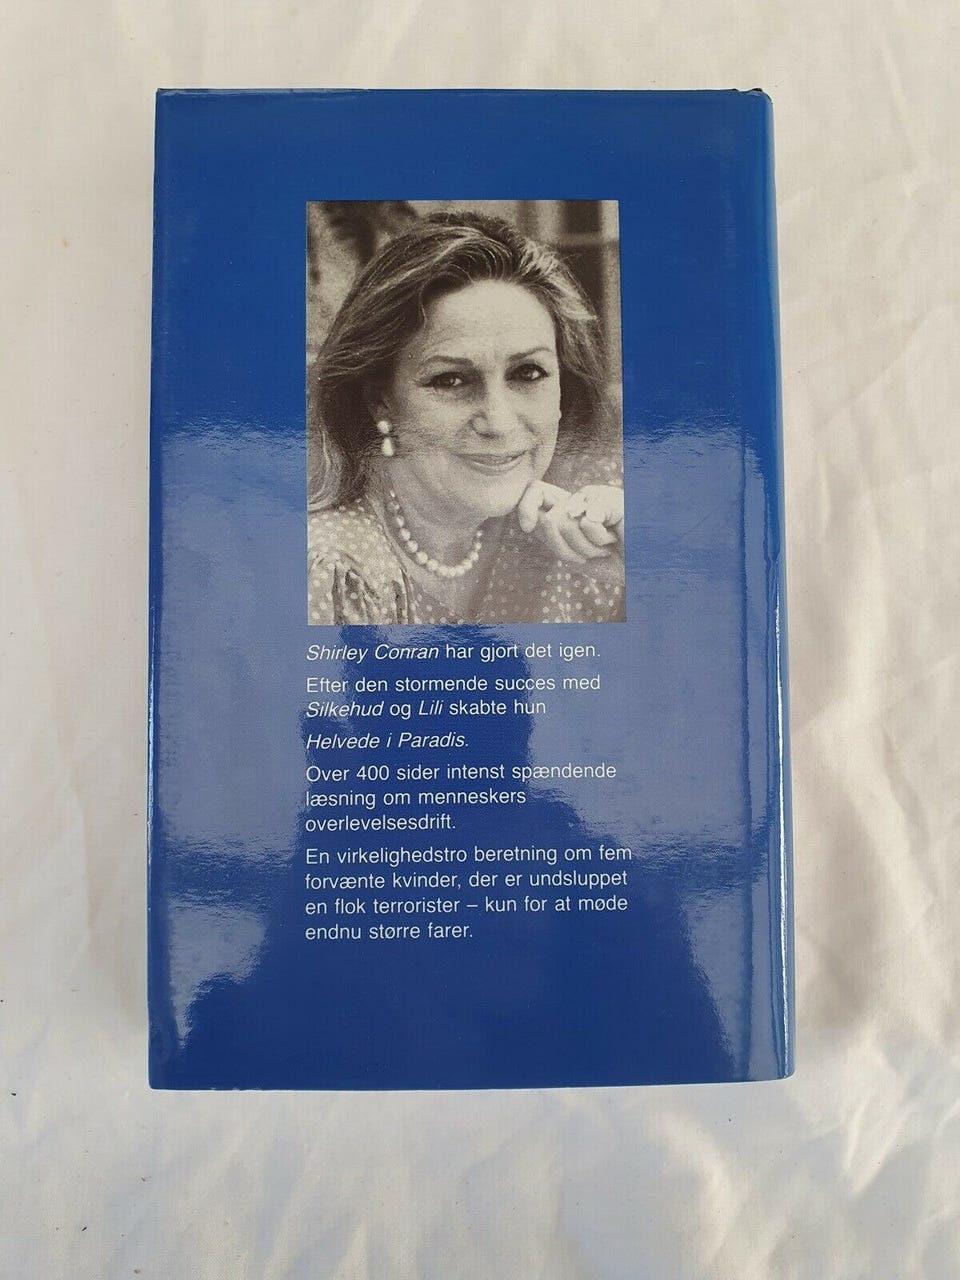 Shirley Conran har gjort det igen.
Efter den stormende succes med
Silkehud og Lili skabte hun
Helvede i Paradis.
Over 400 sider intenst spændende
læsning om menneskers
overlevelsesdrift.
En virkelighedstro beretning om fem
forvænte kvinder, der er undsluppet
en flok terrorister – kun for at møde
endnu større farer.